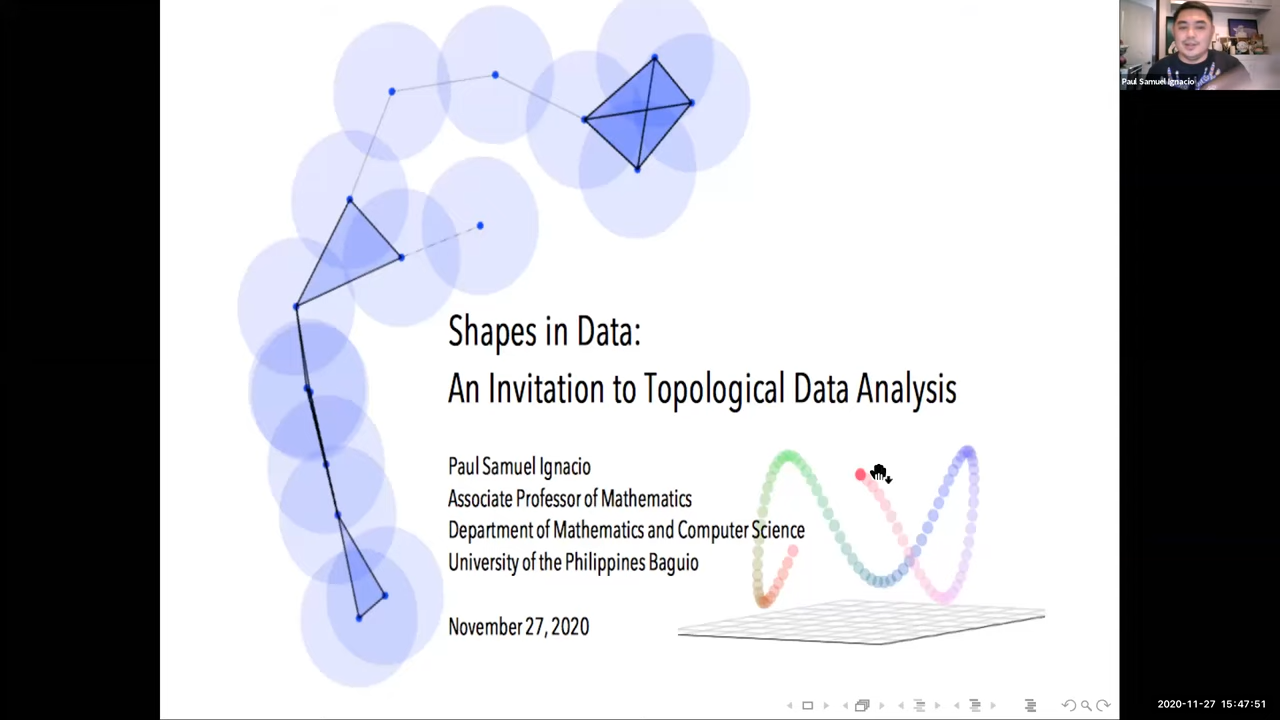 Paul Samuel Ignacio
Shapes in Data:
An Invitation to Topological Data Analysis
Paul Samuel Ignacio
Associate Professor of Mathematics
Department of Mathematics and Computer Science
University of the Philippines Baguio
November 27, 2020
2020-11-27 15:47:51